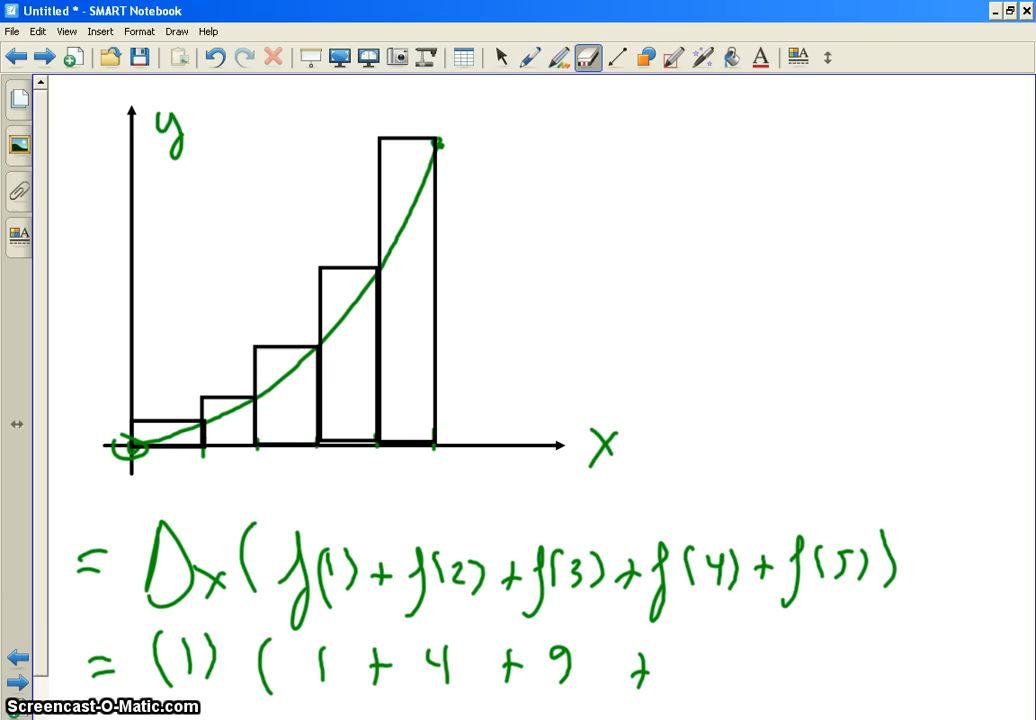 Untitled * - SMART Notebook
File Edit View Insert Format Draw Help
y
x
= Δx ( f(1) + f(2) + f(3) + f(4) + f(5) )
= (1) ( 1 + 4 + 9 +
Screencast-O-Matic.com